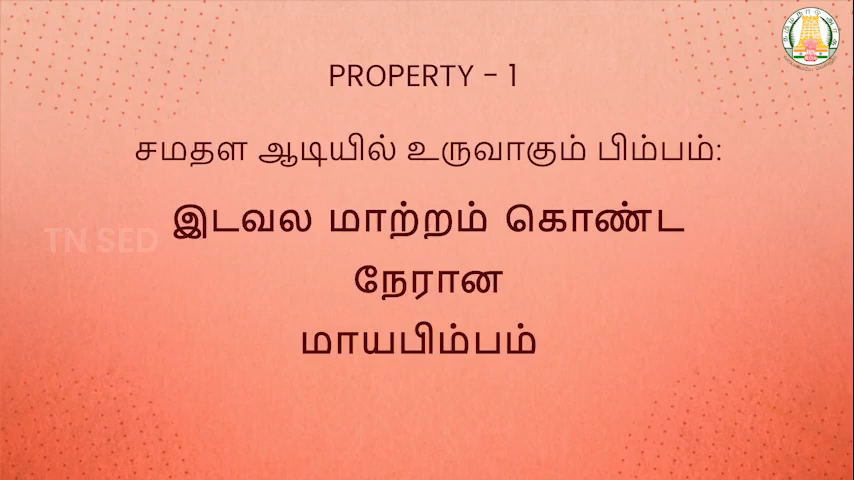 PROPERTY - 1
சமதள ஆடியில் உருவாகும் பிம்பம்:
இடவல மாற்றம் கொண்ட
நேரான
மாயபிம்பம்
TN SED